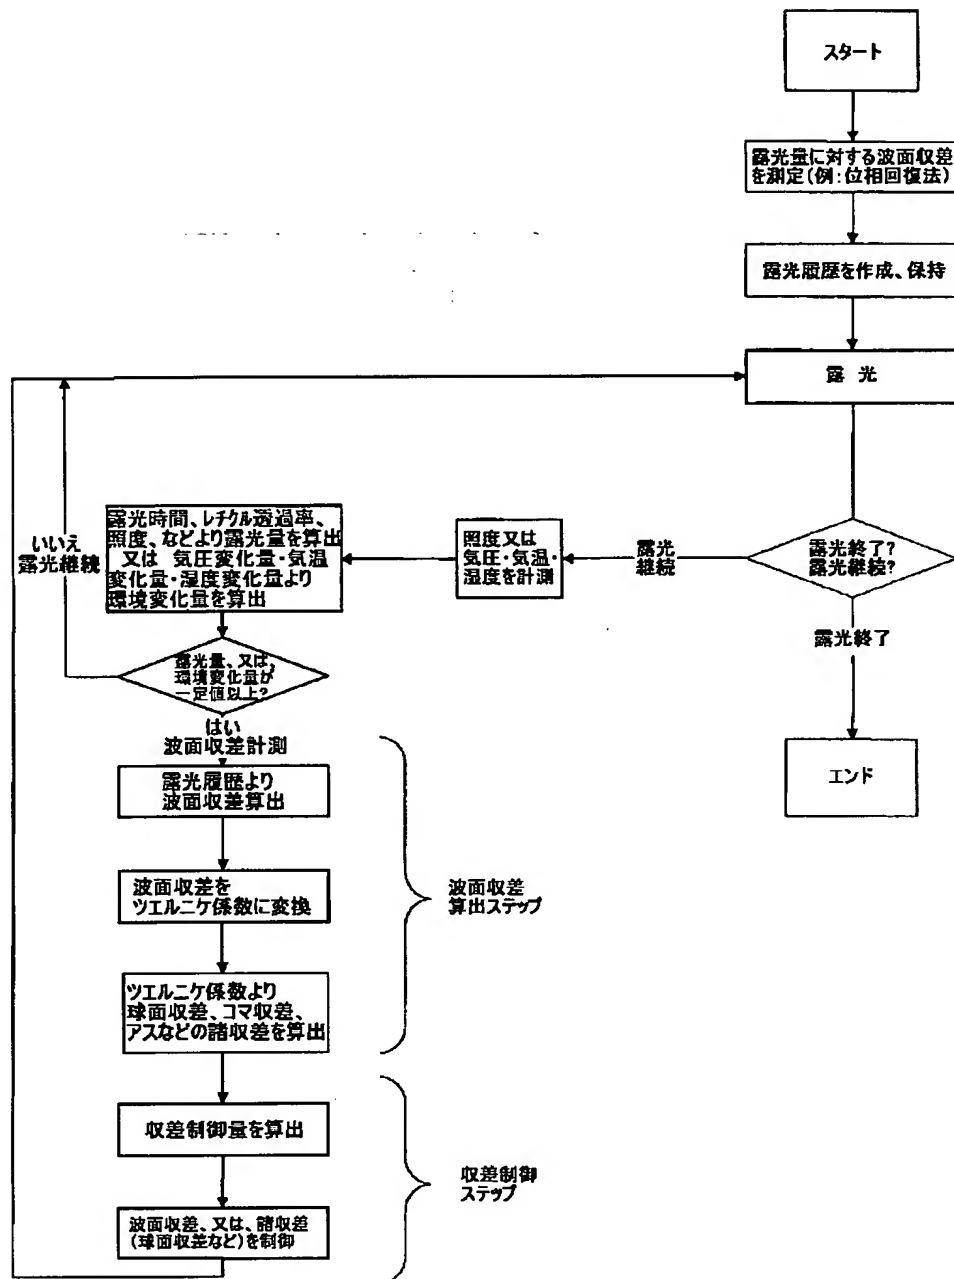 スタート
露光量に対する波面収差
を測定(例:位相回復法)
露光履歴を作成、保持
露 光
露光終了?
露光継続?
露光
継続
照度又は
気圧・気温・
湿度を計測
露光終了
エンド
露光時間、レチクル透過率、
照度、などより露光量を算出
又は 気圧変化量・気温
変化量・湿度変化量より
環境変化量を算出
いいえ
露光継続
露光量、又は、
環境変化量が
一定値以上?
はい
波面収差計測
露光履歴より
波面収差算出
波面収差を
ツエルニケ係数に変換
ツエルニケ係数より
球面収差、コマ収差、
アスなどの諸収差を算出
波面収差
算出ステップ
収差制御量を算出
波面収差、又は、諸収差
(球面収差など)を制御
収差制御
ステップ